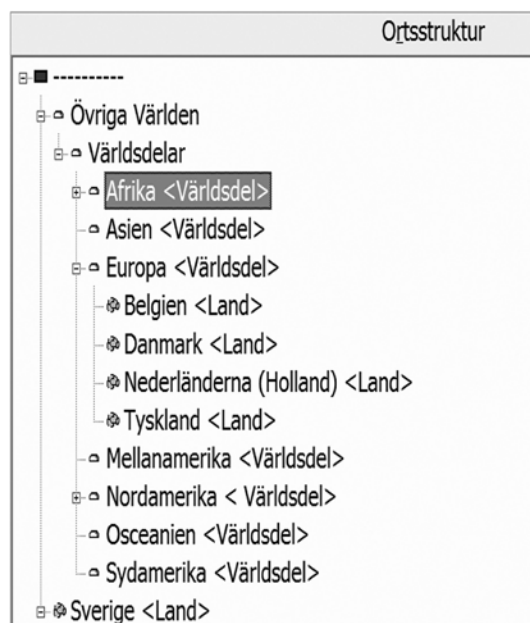 Ortsstruktur
----------
Övriga Världen
Världsdelar
Afrika <Världsdel>
Asien <Världsdel>
Europa <Världsdel>
Belgien <Land>
Danmark <Land>
Nederländerna (Holland) <Land>
Tyskland <Land>
Mellanamerika <Världsdel>
Nordamerika < Världsdel>
Osceanien <Världsdel>
Sydamerika <Världsdel>
Sverige <Land>